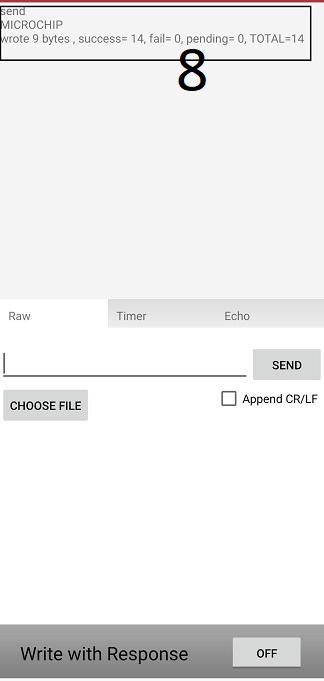 send
MICROCHIP
wrote 9 bytes , success= 14, fail= 0, pending= 0, TOTAL=14
8
Raw
Timer
Echo
SEND
CHOOSE FILE
Append CR/LF
Write with Response
OFF